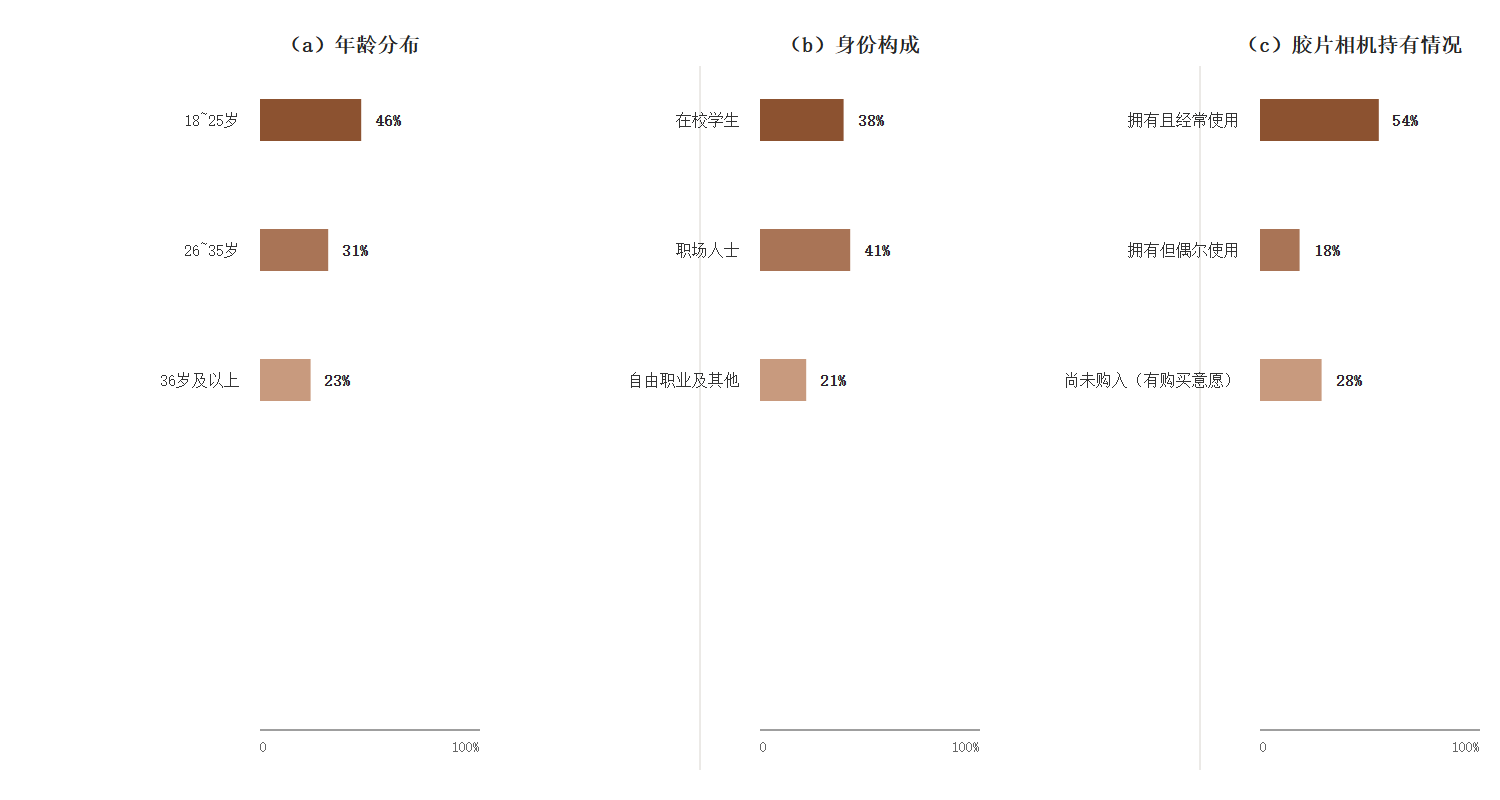 （a）年龄分布
18~25岁 46%
26~35岁 31%
36岁及以上 23%
0 100%
（b）身份构成
在校学生 38%
职场人士 41%
自由职业及其他 21%
0 100%
（c）胶片相机持有情况
拥有且经常使用 54%
拥有但偶尔使用 18%
尚未购入（有购买意愿） 28%
0 100%